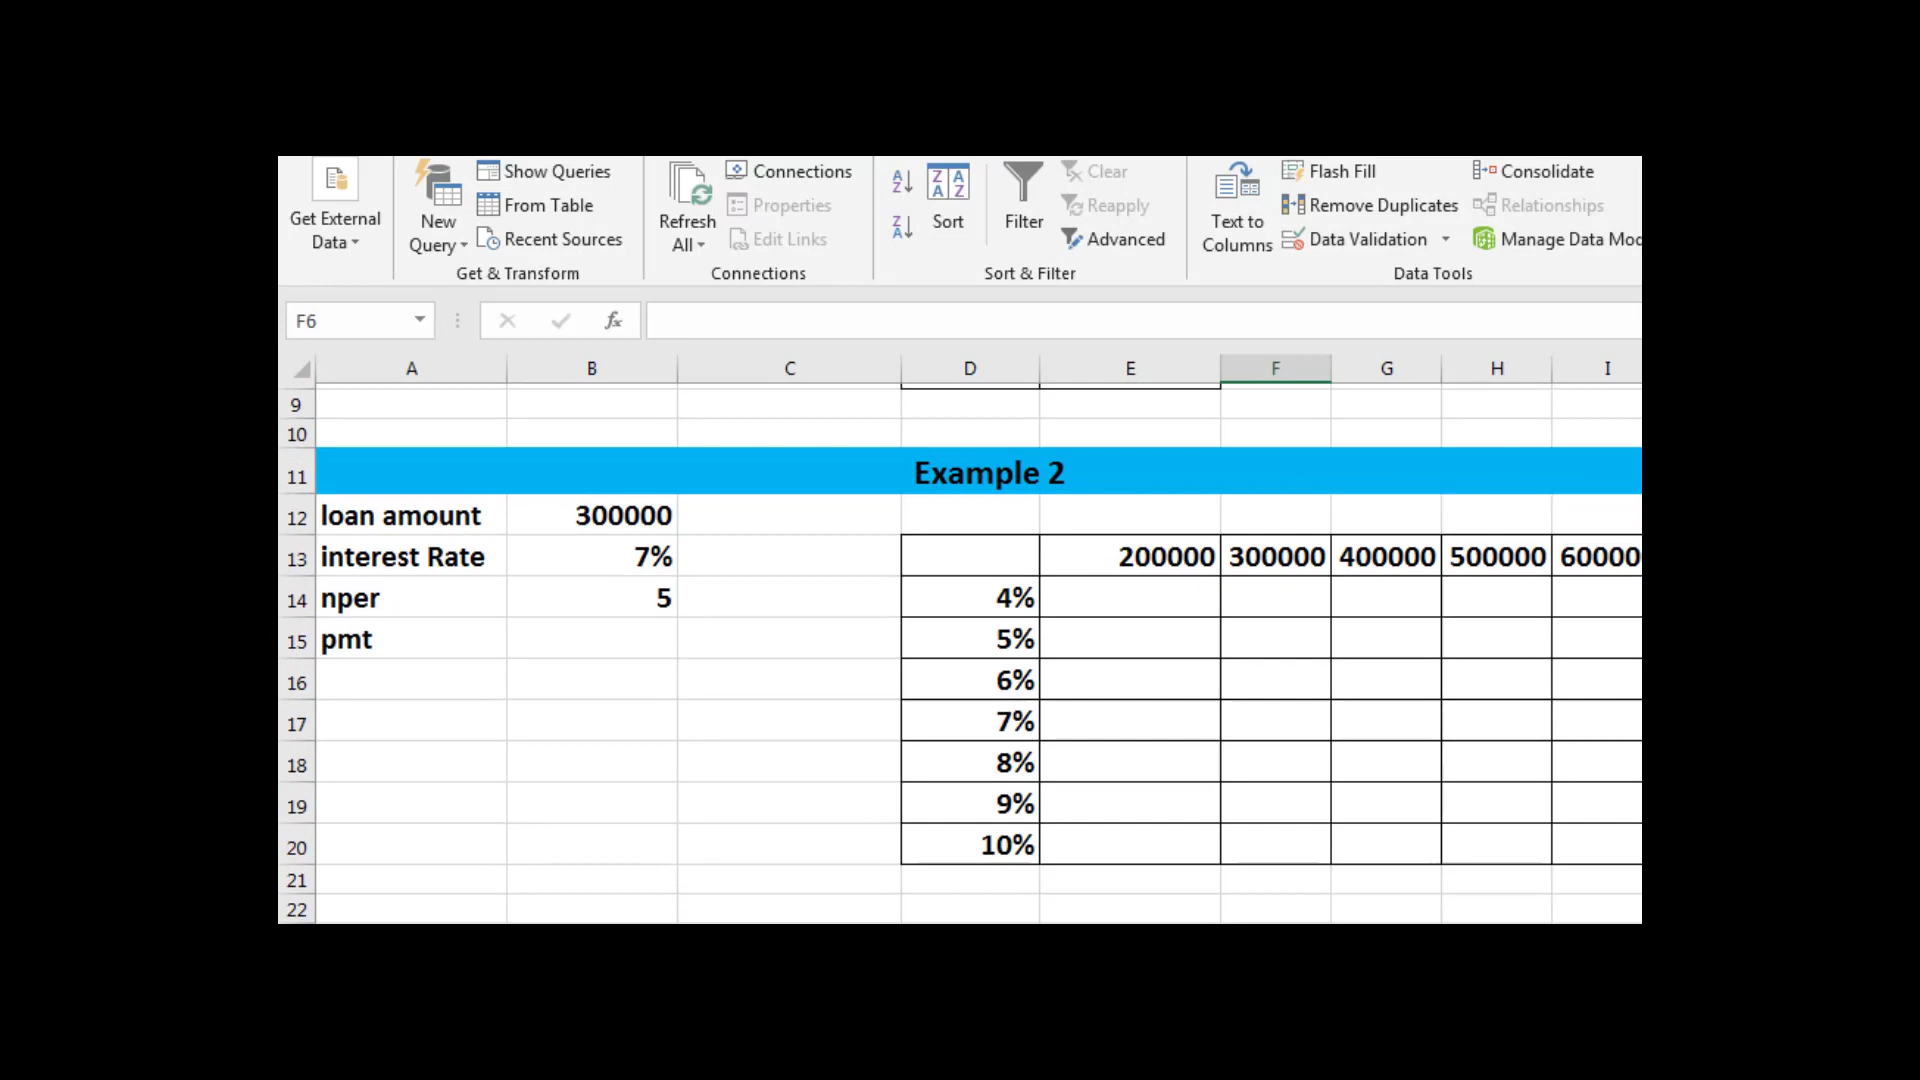 Get External Data
New Query
Show Queries
From Table
Recent Sources
Get & Transform
Refresh All
Connections
Properties
Edit Links
Connections
A Z
Z A
Z A A Z
Sort
Filter
Clear
Reapply
Advanced
Sort & Filter
Text to Columns
Flash Fill
Remove Duplicates
Data Validation
Consolidate
Relationships
Manage Data Mod
Data Tools
F6 fx
A B C D E F G H I
9
10
11 Example 2
12 loan amount 300000
13 interest Rate 7% 200000 300000 400000 500000 60000
14 nper 5 4%
15 pmt 5%
16 6%
17 7%
18 8%
19 9%
20 10%
21
22